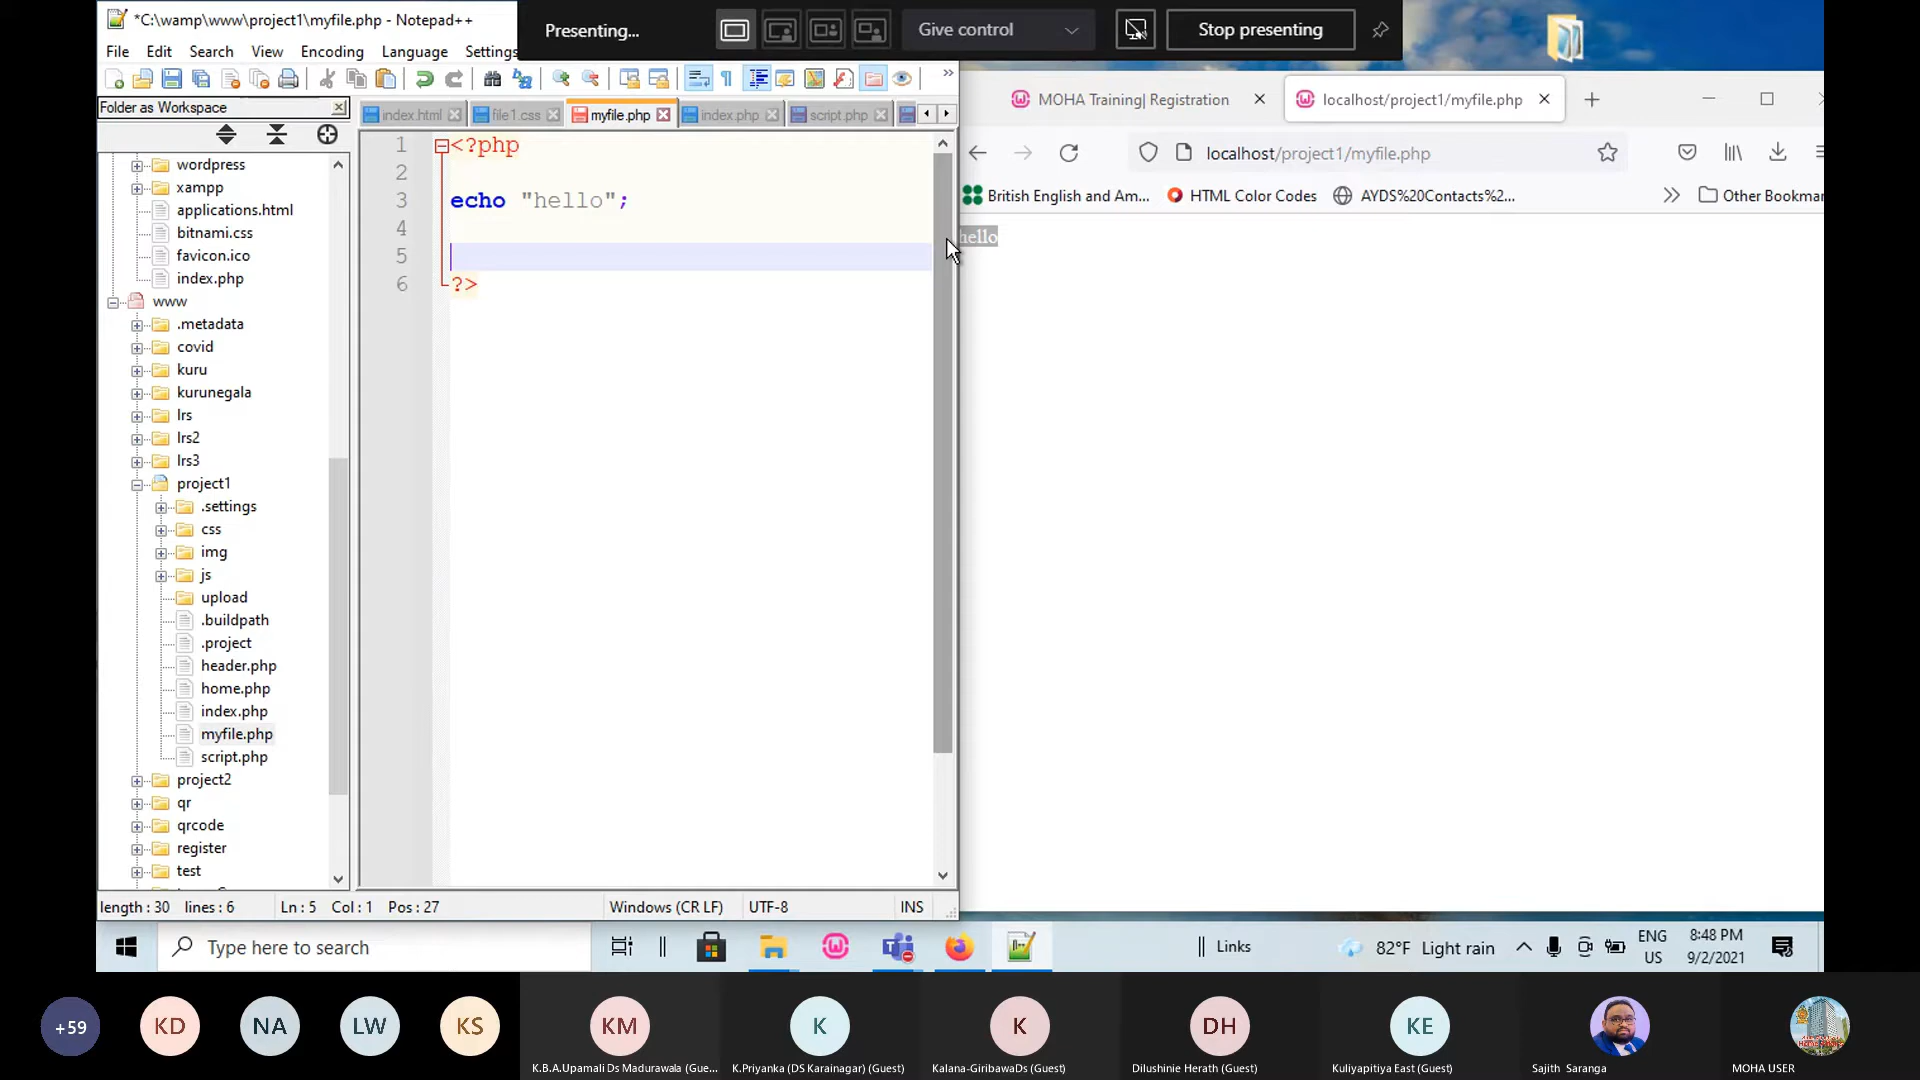 *C:\wamp\www\project1\myfile.php - Notepad++
Presenting...
Give control
Stop presenting
File Edit Search View Encoding Language Settings
Folder as Workspace
index.html file1.css myfile.php index.php script.php
MOHA Training| Registration
localhost/project1/myfile.php
localhost/project1/myfile.php
British English and Am...
HTML Color Codes
AYDS%20Contacts%2...
Other Bookmar
wordpress
xampp
applications.html
bitnami.css
favicon.ico
index.php
www
.metadata
covid
kuru
kurunegala
lrs
lrs2
lrs3
project1
.settings
css
img
js
upload
.buildpath
.project
header.php
home.php
index.php
myfile.php
script.php
project2
qr
qrcode
register
test
1 <?php
2
3 echo "hello";
4
5
6 ?>
hello
length : 30 lines : 6 Ln : 5 Col : 1 Pos : 27 Windows (CR LF) UTF-8 INS
Type here to search
Links
82°F Light rain
ENG
US
8:48 PM
9/2/2021
+59 KD NA LW KS KM K K DH KE
K.B.A.Upamali Ds Madurawala (Gue...
K.Priyanka (DS Karainagar) (Guest)
Kalana-GiribawaDs (Guest)
Dilushinie Herath (Guest)
Kuliyapitiya East (Guest)
Sajith Saranga
MOHA USER